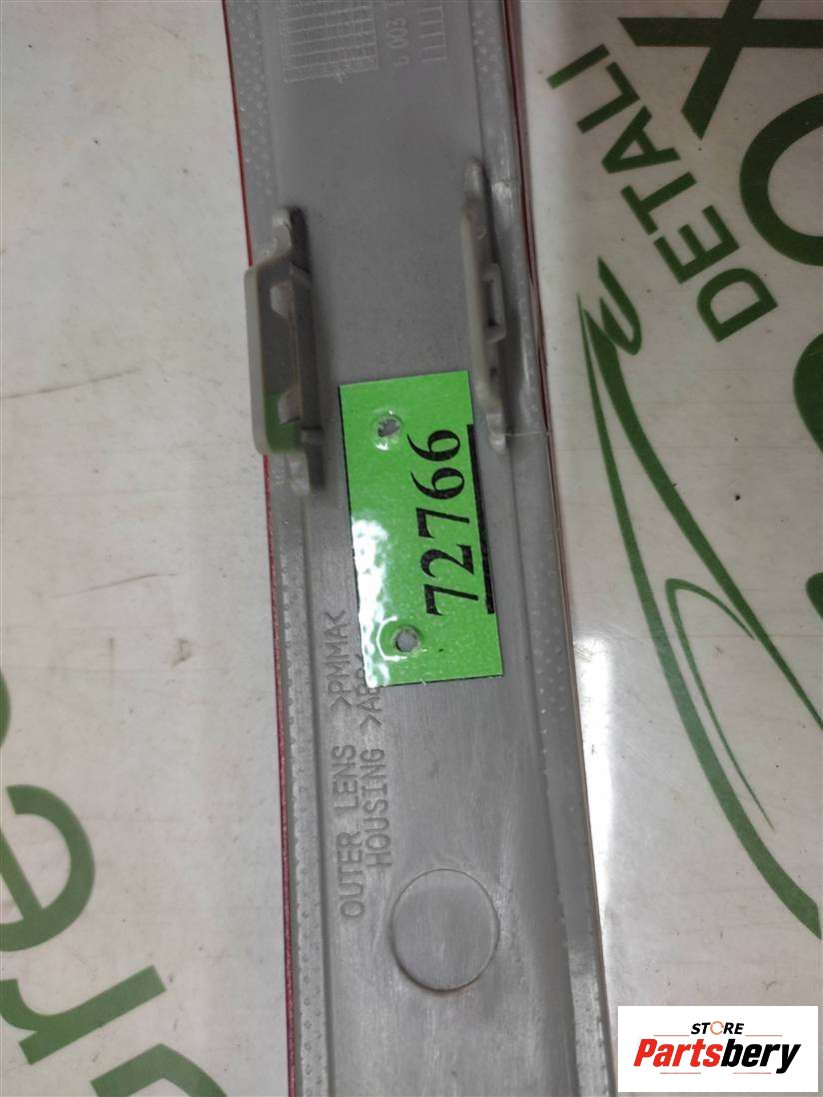 72766
OUTER LENS >PMMA<
HOUSING
DETALI
STORE
Partsbery